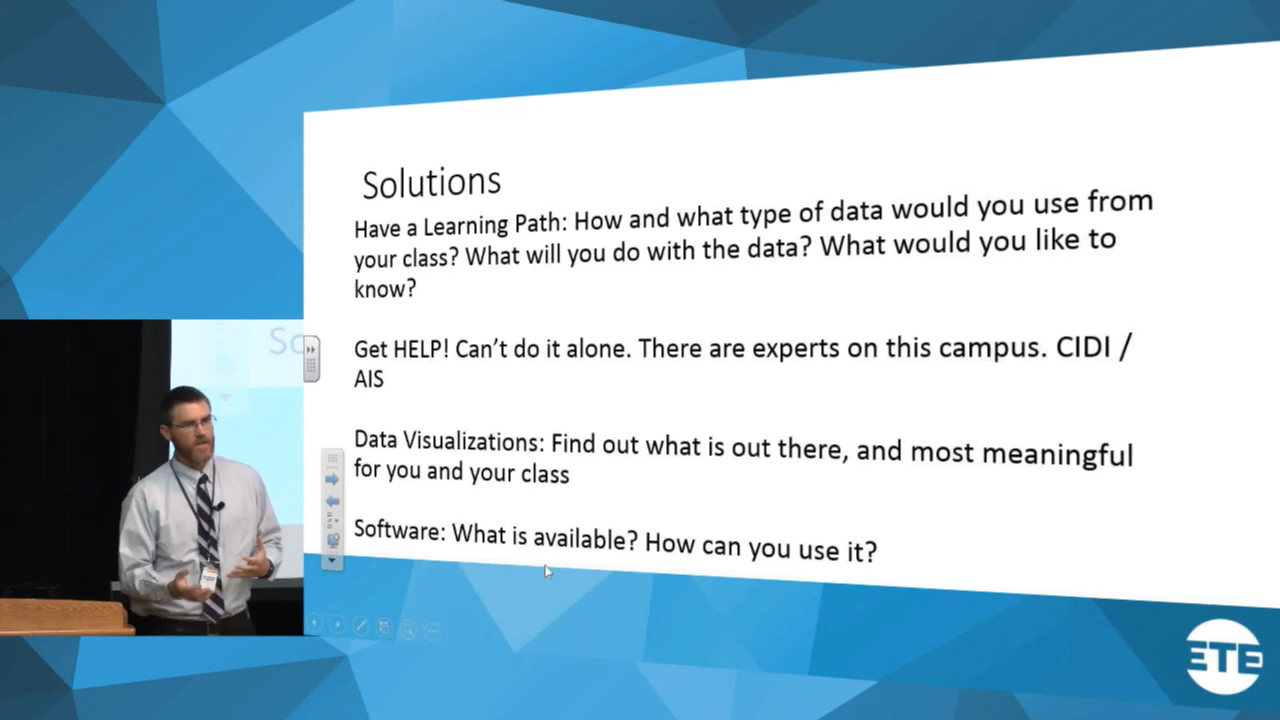 Solutions
Have a Learning Path: How and what type of data would you use from
your class? What will you do with the data? What would you like to
know?
Get HELP! Can't do it alone. There are experts on this campus. CIDI /
AIS
Data Visualizations: Find out what is out there, and most meaningful
for you and your class
Software: What is available? How can you use it?
So
ETE